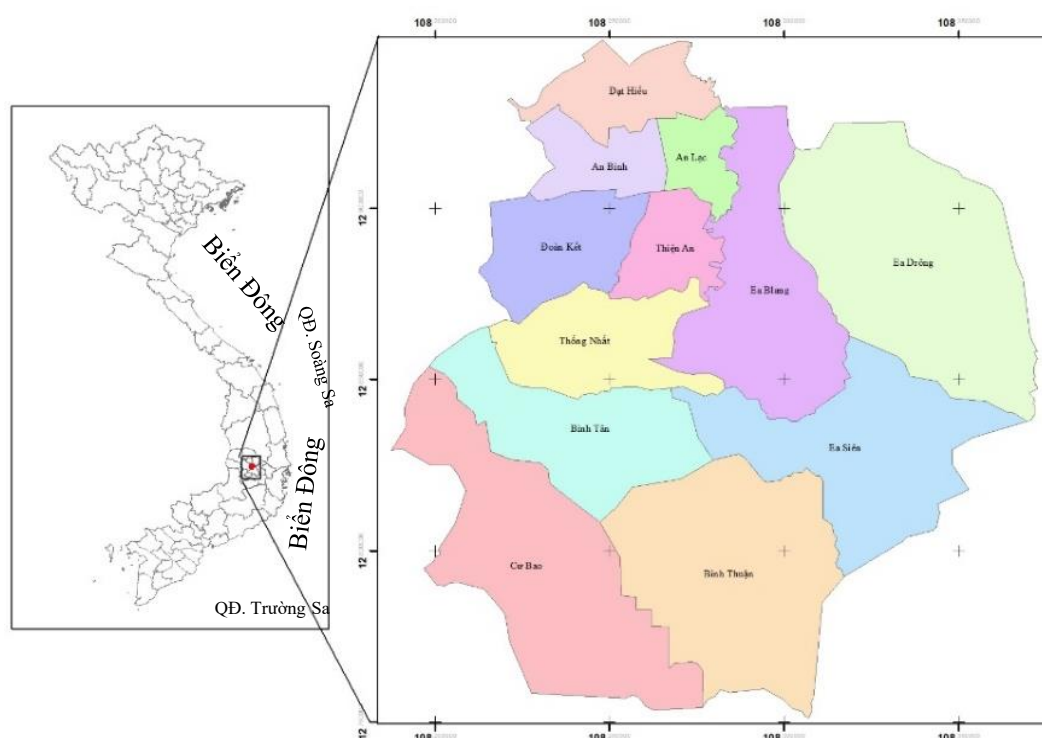 Biển Đông
QĐ. Soàng Sa
Biển Đông
QĐ. Trường Sa
108
108
108
108
12
12
12
12
Đạt Hiếu
An Bình
An Lạc
Đoàn Kết
Thiện An
Ea Blang
Ea Drông
Thống Nhất
Bình Tân
Ea Siên
Cư Bao
Bình Thuận
108
108
108
108